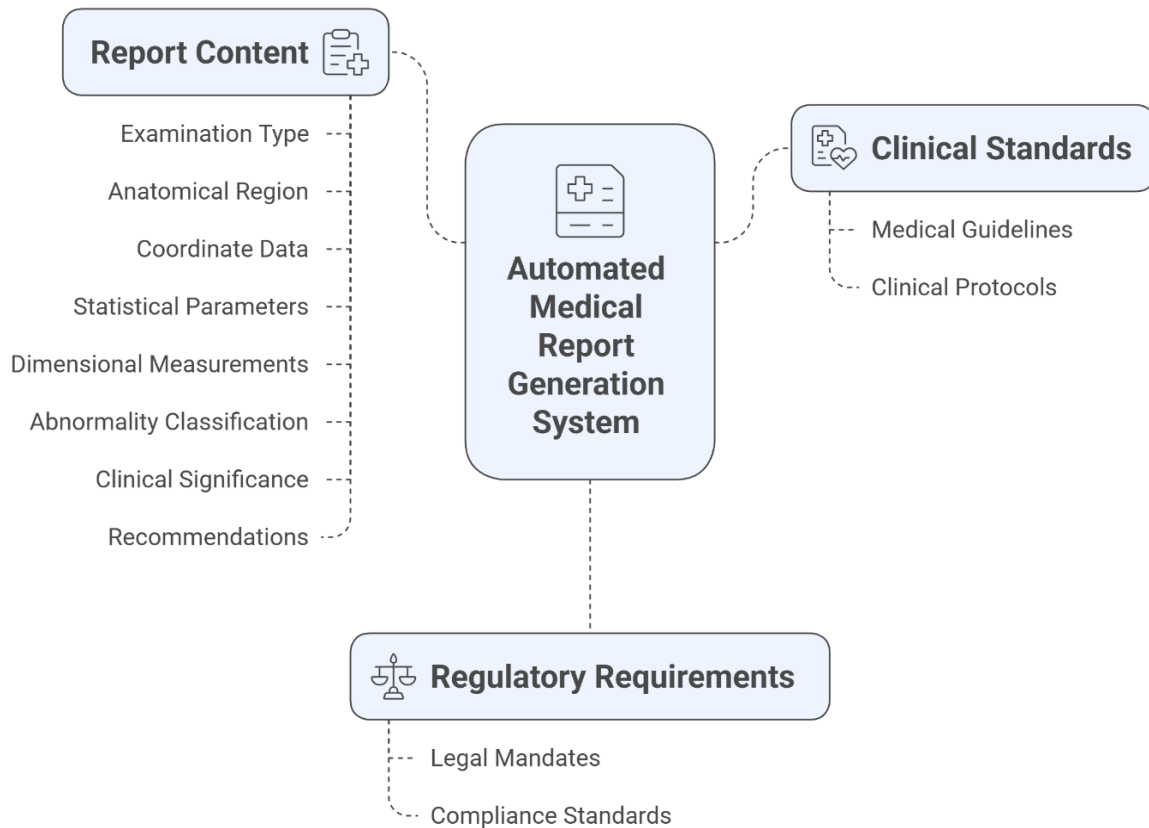 Report Content
Examination Type
Anatomical Region
Coordinate Data
Statistical Parameters
Dimensional Measurements
Abnormality Classification
Clinical Significance
Recommendations
Automated
Medical
Report
Generation
System
Clinical Standards
Medical Guidelines
Clinical Protocols
Regulatory Requirements
Legal Mandates
Compliance Standards